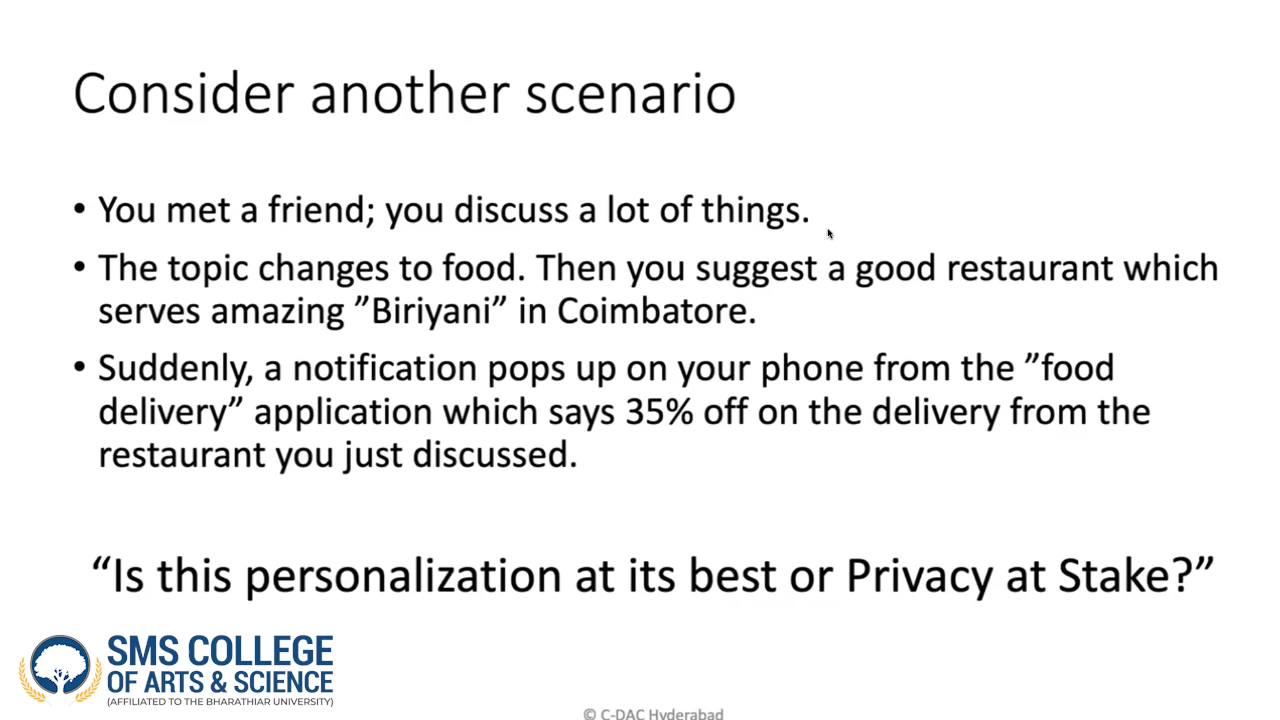 Consider another scenario
• You met a friend; you discuss a lot of things.
• The topic changes to food. Then you suggest a good restaurant which
serves amazing ”Biriyani” in Coimbatore.
• Suddenly, a notification pops up on your phone from the ”food
delivery” application which says 35% off on the delivery from the
restaurant you just discussed.
“Is this personalization at its best or Privacy at Stake?”
SMS COLLEGE
OF ARTS & SCIENCE
(AFFILIATED TO THE BHARATHIAR UNIVERSITY)
© C-DAC Hyderabad